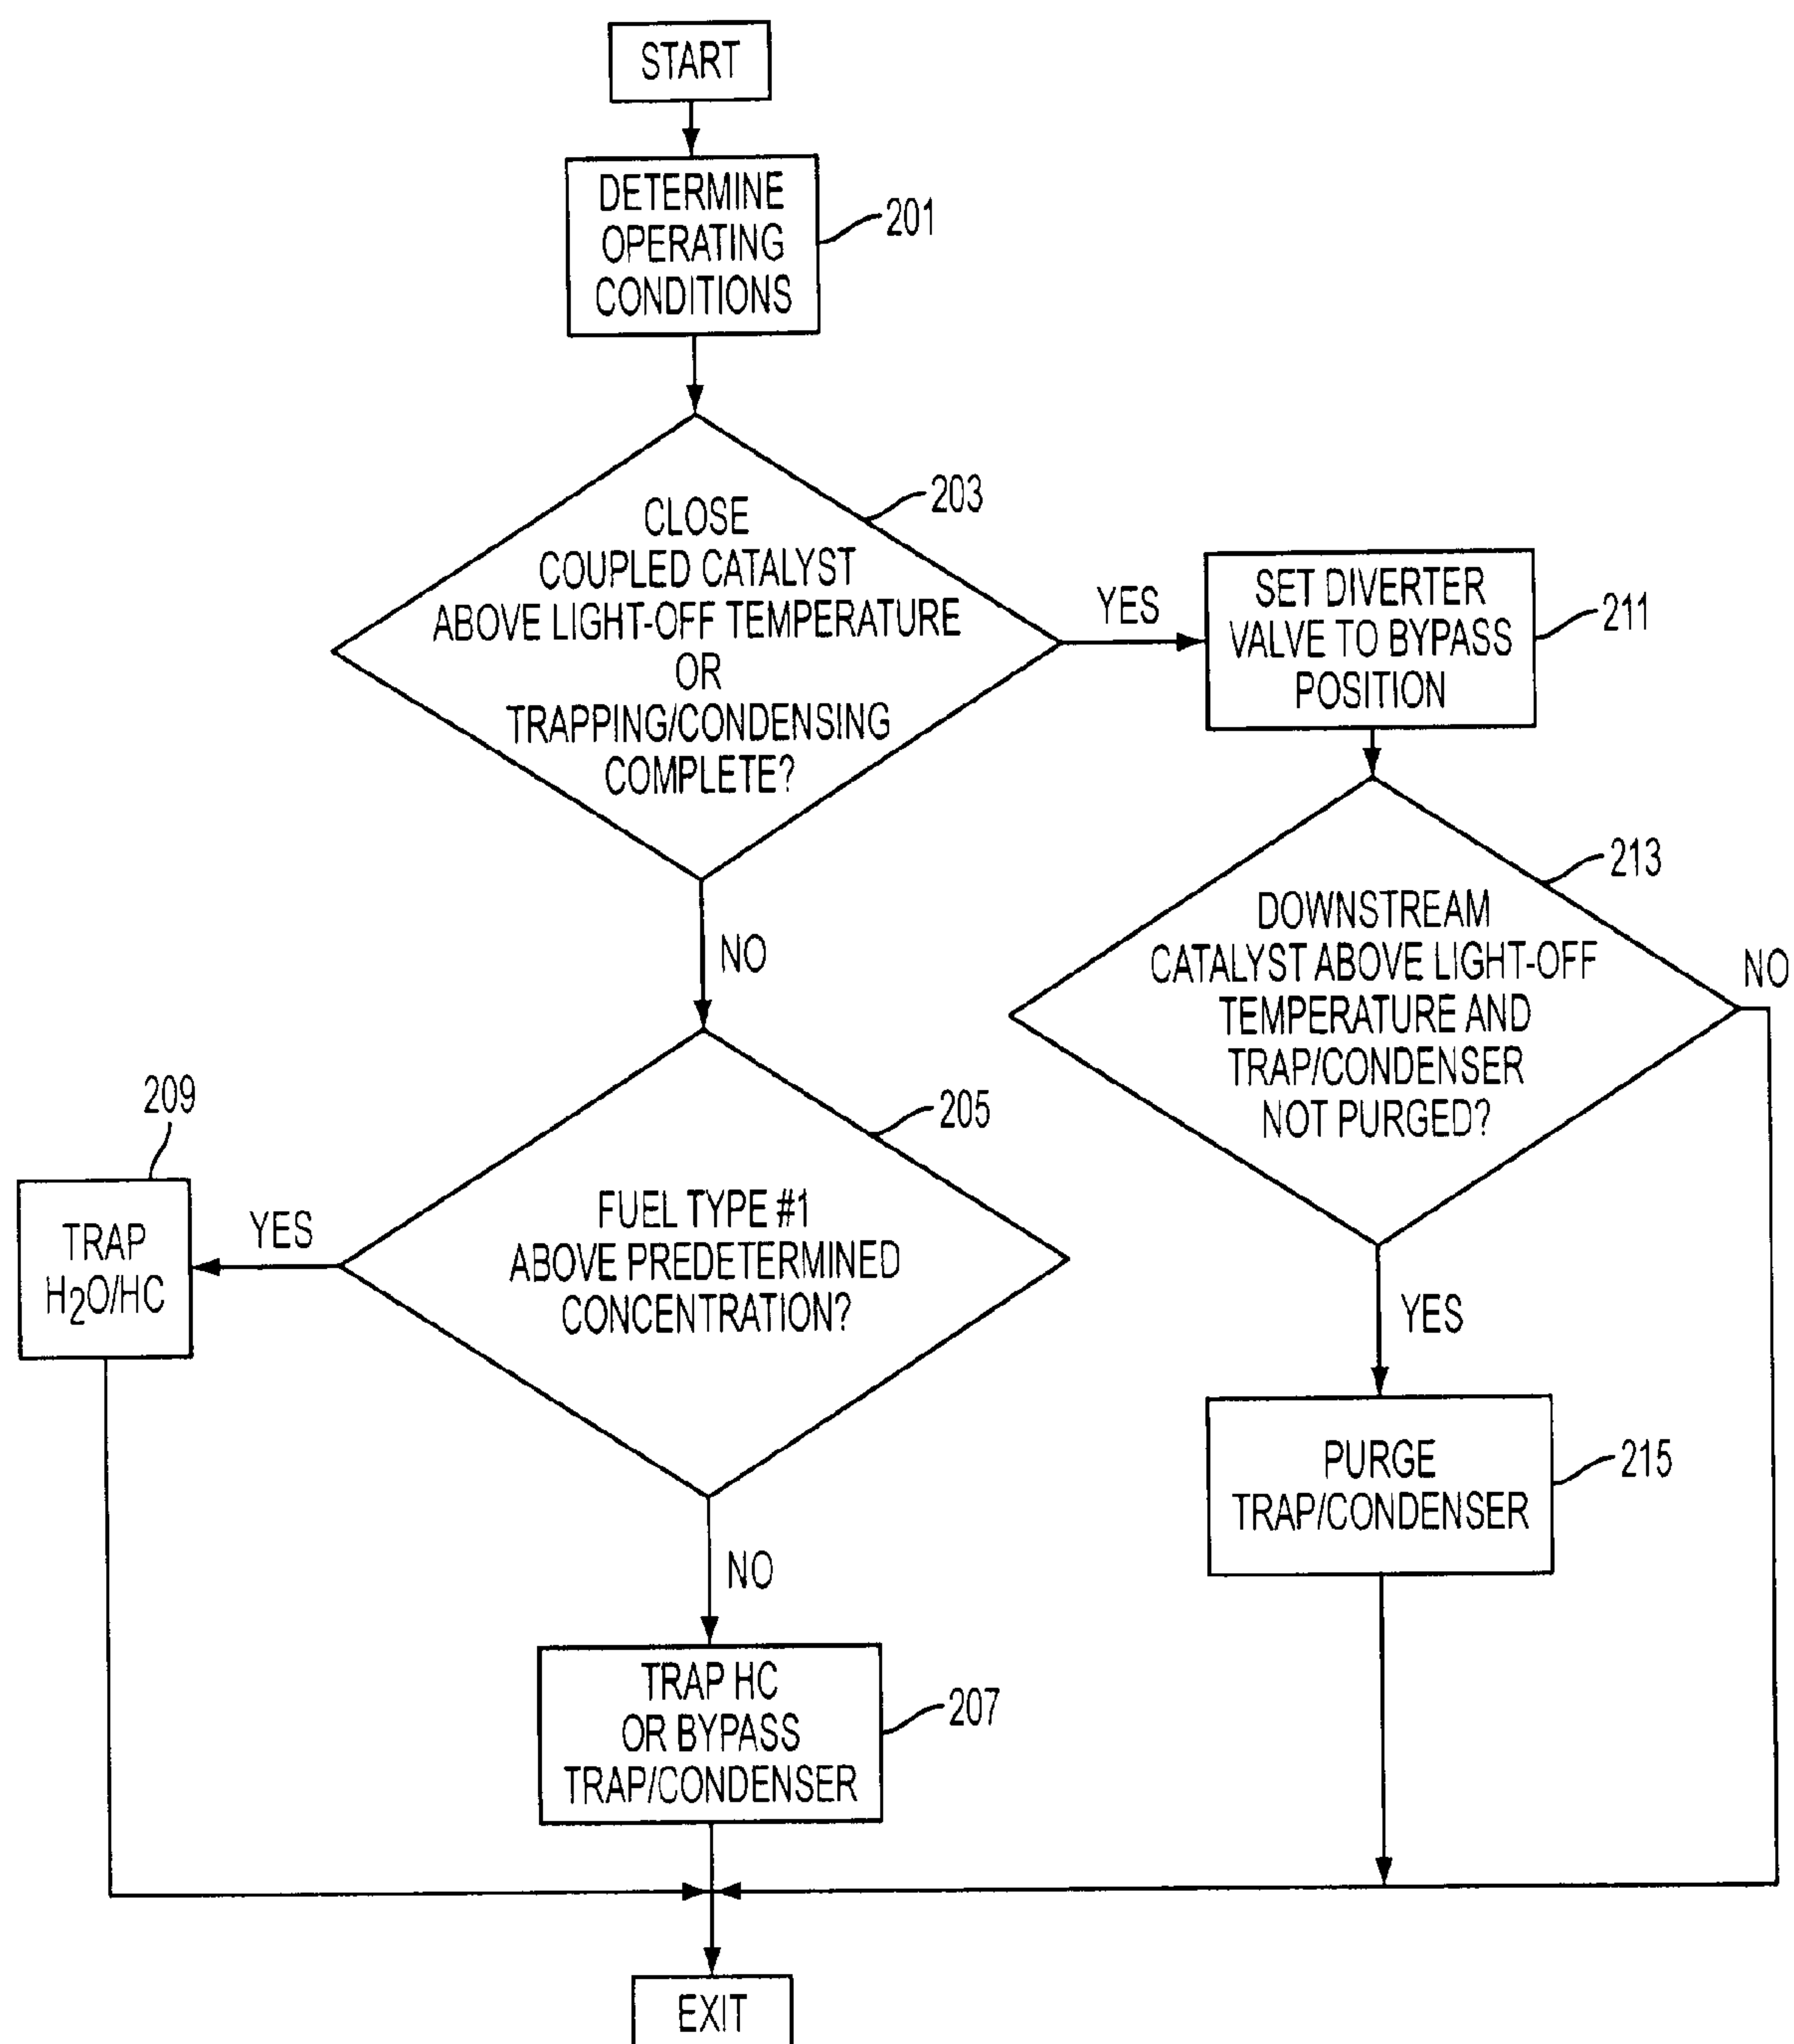 START
DETERMINE
OPERATING
CONDITIONS
201
CLOSE
COUPLED CATALYST
ABOVE LIGHT-OFF TEMPERATURE
OR
TRAPPING/CONDENSING
COMPLETE?
203
YES
SET DIVERTER
VALVE TO BYPASS
POSITION
211
NO
DOWNSTREAM
CATALYST ABOVE LIGHT-OFF
TEMPERATURE AND
TRAP/CONDENSER
NOT PURGED?
213
NO
FUEL TYPE #1
ABOVE PREDETERMINED
CONCENTRATION?
205
YES
209
TRAP
H2O/HC
YES
PURGE
TRAP/CONDENSER
215
NO
TRAP HC
OR BYPASS
TRAP/CONDENSER
207
EXIT